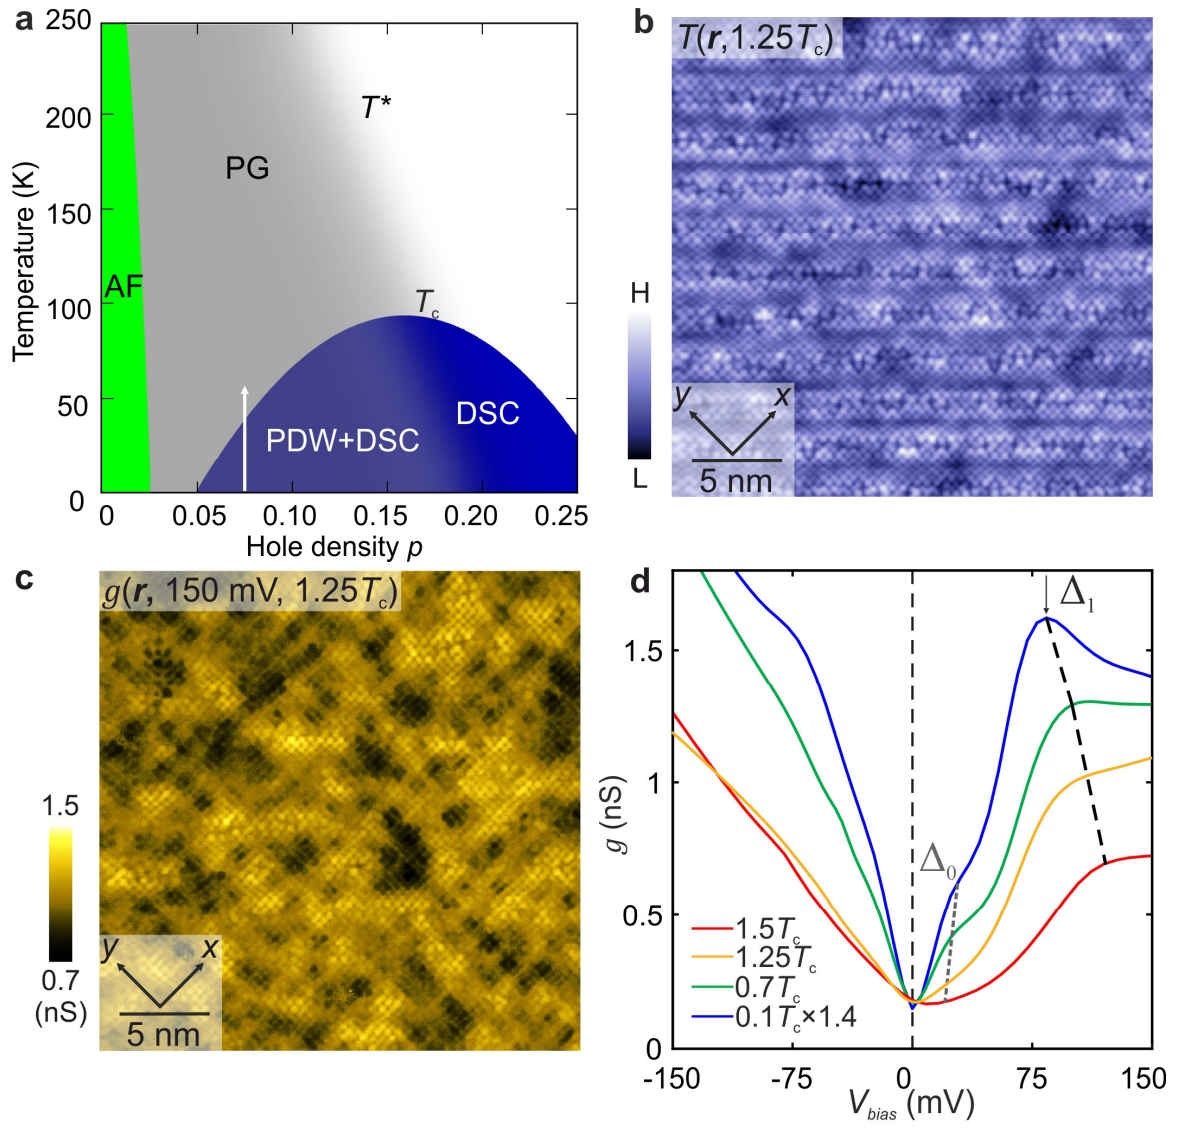 a
250
200
150
100
50
0
Temperature (K)
T*
PG
AF
Tc
DSC
PDW+DSC
0 0.05 0.10 0.15 0.20 0.25
Hole density p
b
T(r,1.25Tc)
H
L
y x
5 nm
c
g(r, 150 mV, 1.25Tc)
1.5
0.7
(nS)
y x
5 nm
d
Δ1
1.5
1
0.5
0
g (nS)
Δ0
1.5Tc
1.25Tc
0.7Tc
0.1Tc×1.4
-150 -75 0 75 150
Vbias (mV)